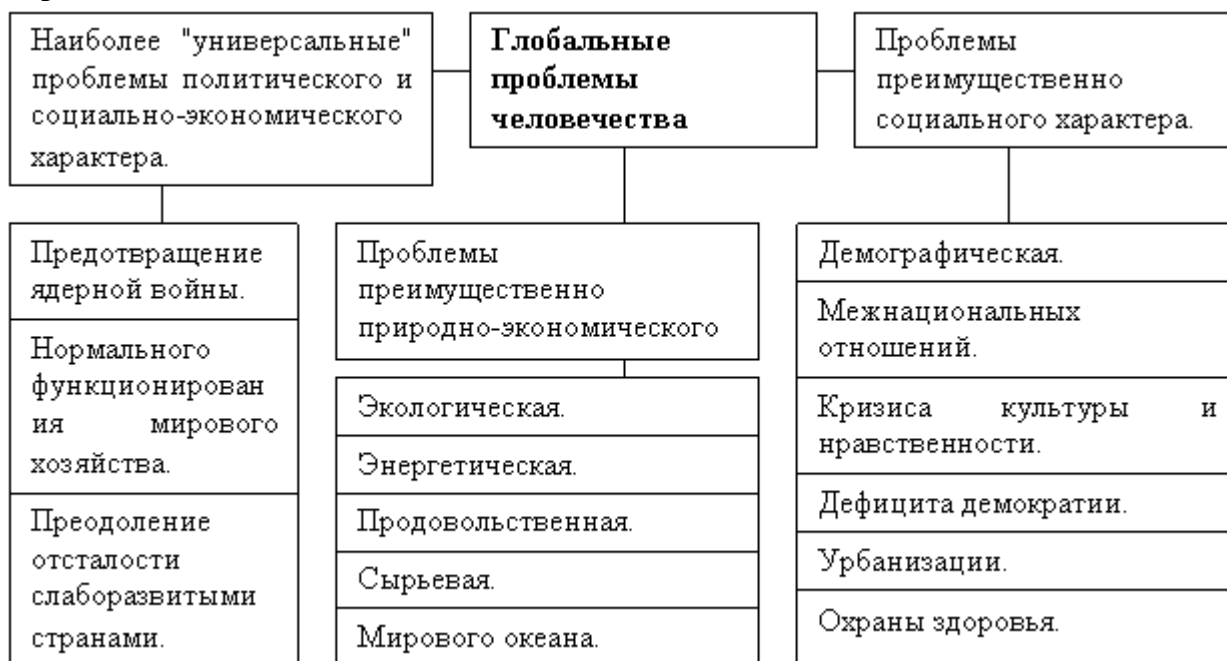 Наиболее "универсальные"
проблемы политического и
социально-экономического
характера.
Глобальные
проблемы
человечества
Проблемы
преимущественно
социального характера.
Предотвращение
ядерной войны.
Нормального
функционирован
ия мирового
хозяйства.
Преодоление
отсталости
слаборазвитыми
странами.
Проблемы
преимущественно
природно-экономического
Экологическая.
Энергетическая.
Продовольственная.
Сырьевая.
Мирового океана.
Демографическая.
Межнациональных
отношений.
Кризиса культуры и
нравственности.
Дефицита демократии.
Урбанизации.
Охраны здоровья.